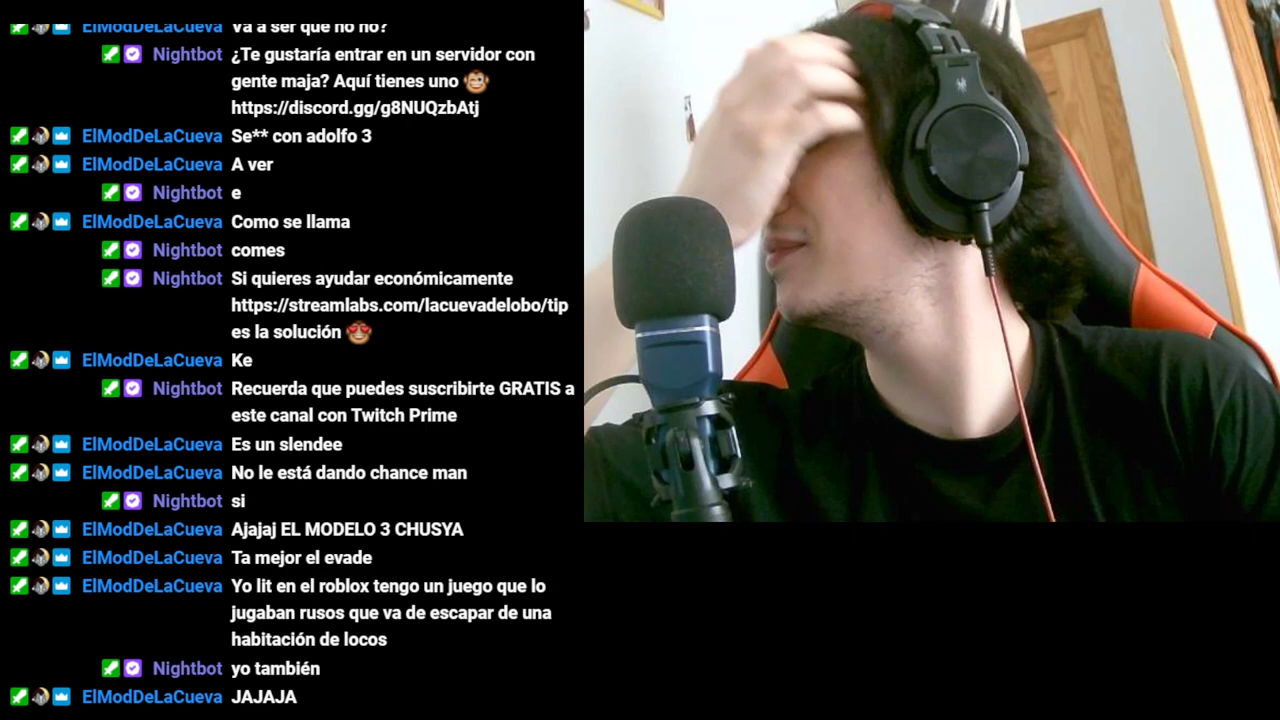 ElModDeLaCueva Va a ser que no no?
Nightbot ¿Te gustaría entrar en un servidor con
gente maja? Aquí tienes uno
https://discord.gg/g8NUQzbAtj
ElModDeLaCueva Se** con adolfo 3
ElModDeLaCueva A ver
Nightbot e
ElModDeLaCueva Como se llama
Nightbot comes
Nightbot Si quieres ayudar económicamente
https://streamlabs.com/lacuevadelobo/tip
es la solución
ElModDeLaCueva Ke
Nightbot Recuerda que puedes suscribirte GRATIS a
este canal con Twitch Prime
ElModDeLaCueva Es un slendee
ElModDeLaCueva No le está dando chance man
Nightbot si
ElModDeLaCueva Ajajaj EL MODELO 3 CHUSYA
ElModDeLaCueva Ta mejor el evade
ElModDeLaCueva Yo lit en el roblox tengo un juego que lo
jugaban rusos que va de escapar de una
habitación de locos
Nightbot yo también
ElModDeLaCueva JAJAJA